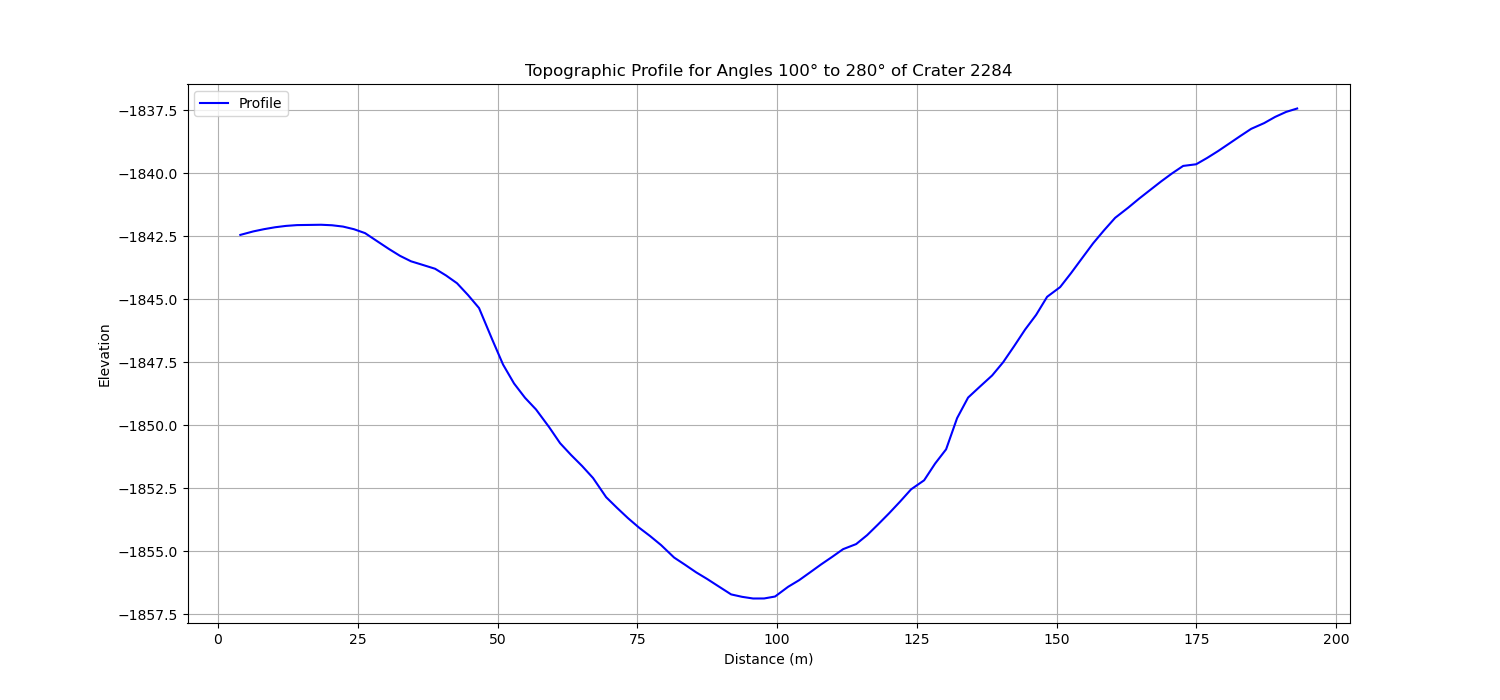 Topographic Profile for Angles 100° to 280° of Crater 2284
Profile
−1837.5
−1840.0
−1842.5
−1845.0
−1847.5
−1850.0
−1852.5
−1855.0
−1857.5
Elevation
0 25 50 75 100 125 150 175 200
Distance (m)